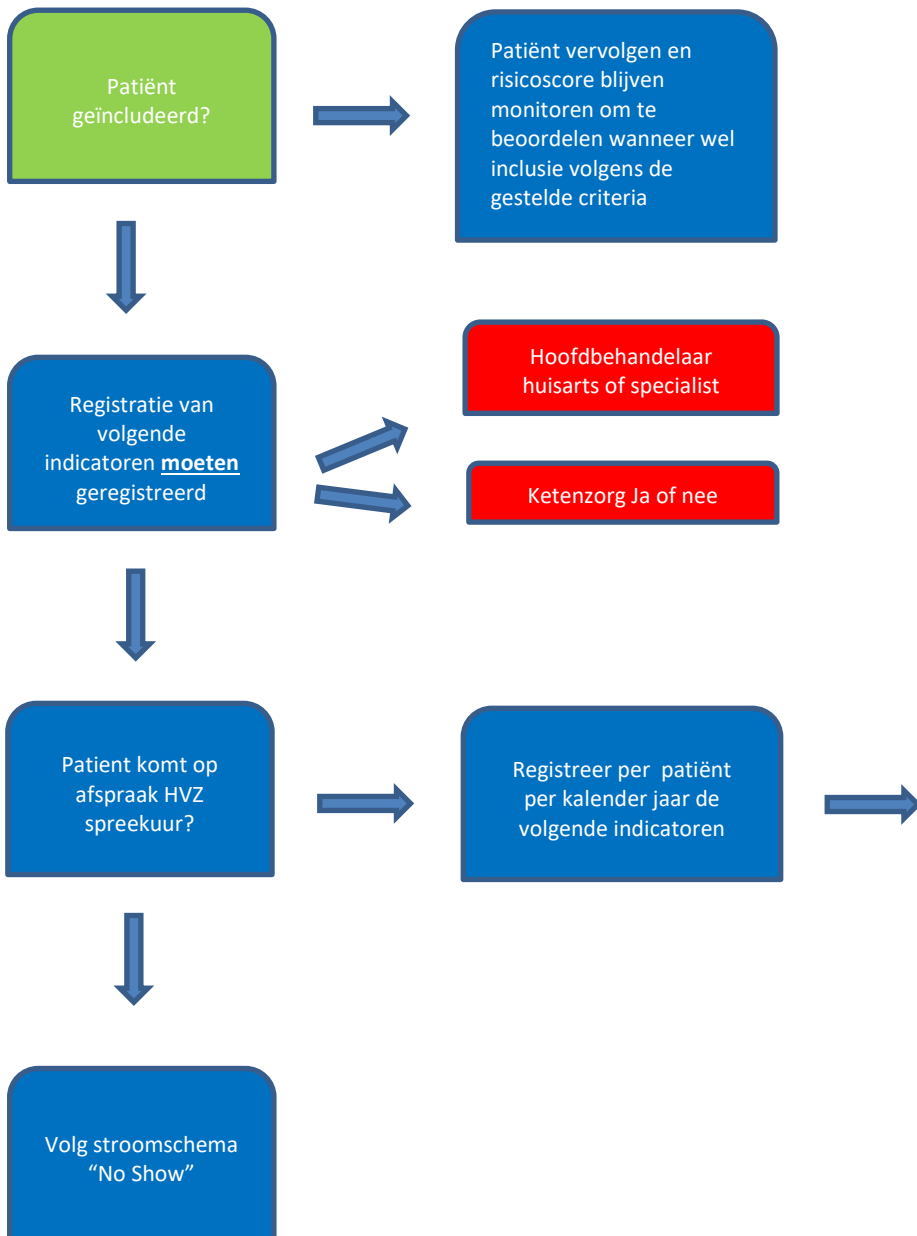 Patiënt
geïncludeerd?
Patiënt vervolgen en
risicoscore blijven
monitoren om te
beoordelen wanneer wel
inclusie volgens de
gestelde criteria
Registratie van
volgende
indicatoren moeten
geregistreerd
Hoofdbehandelaar
huisarts of specialist
Ketenzorg Ja of nee
Patient komt op
afspraak HVZ
spreekuur?
Registreer per patiënt
per kalender jaar de
volgende indicatoren
Volg stroomschema
“No Show”